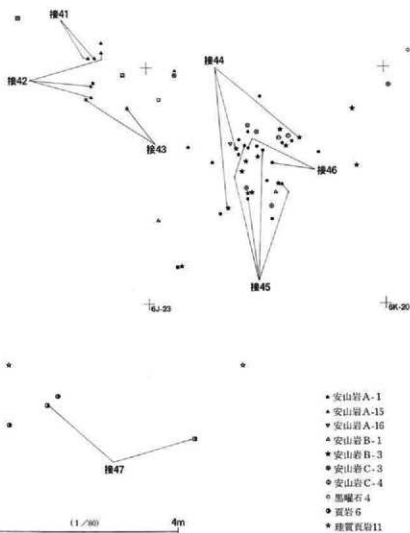 接41
接42
接43
接44
接46
接45
6J-23
6K-20
接47
安山岩A-1
安山岩A-15
安山岩A-16
安山岩B-1
安山岩B-3
安山岩C-3
安山岩C-4
黒曜石4
頁岩6
珪質頁岩11
(1/80) 4m